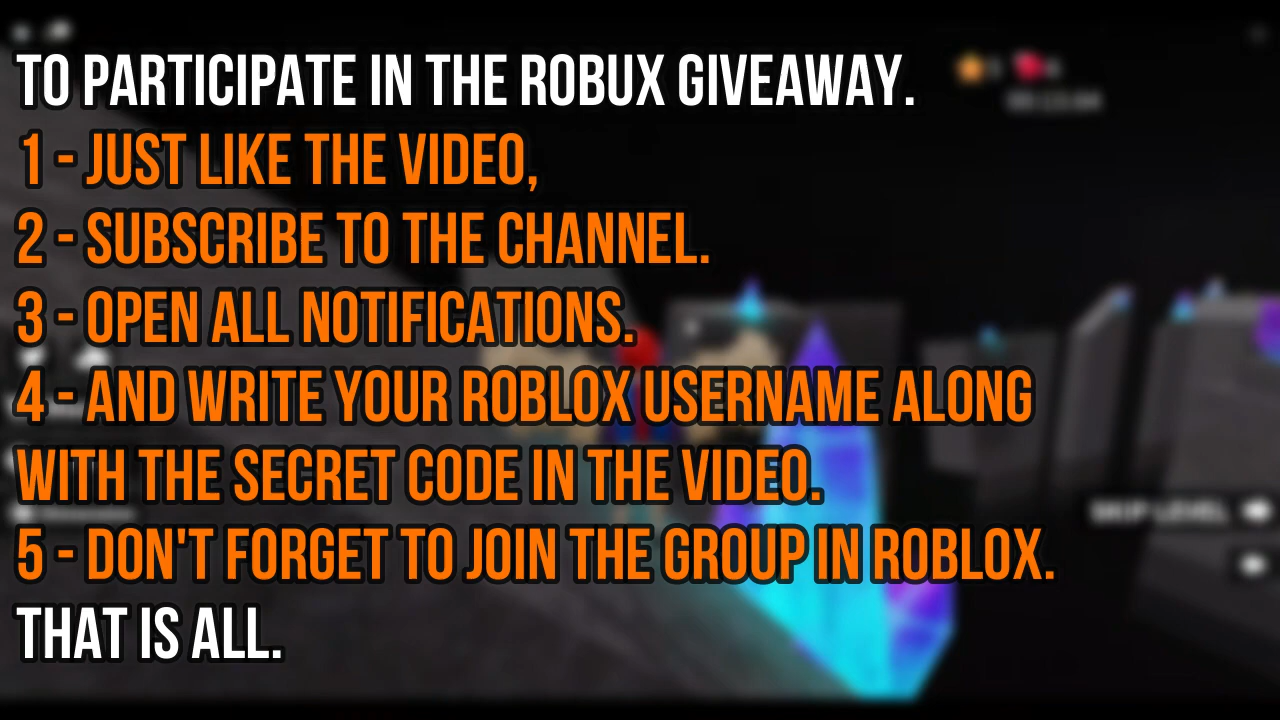 TO PARTICIPATE IN THE ROBUX GIVEAWAY.
1 - JUST LIKE THE VIDEO,
2 - SUBSCRIBE TO THE CHANNEL.
3 - OPEN ALL NOTIFICATIONS.
4 - AND WRITE YOUR ROBLOX USERNAME ALONG
WITH THE SECRET CODE IN THE VIDEO.
SKIP LEVEL
5 - DON'T FORGET TO JOIN THE GROUP IN ROBLOX.
THAT IS ALL.